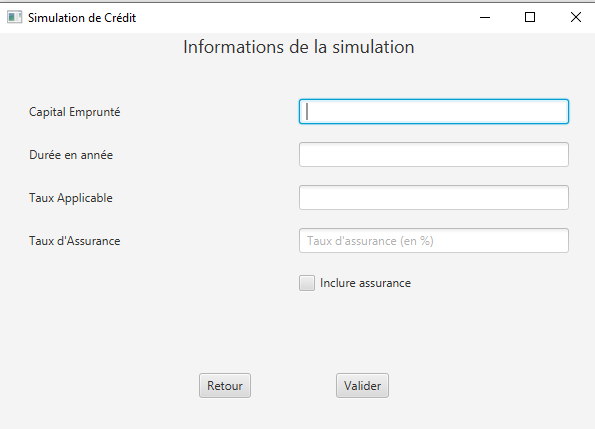 Simulation de Crédit
Informations de la simulation
Capital Emprunté
Durée en année
Taux Applicable
Taux d'Assurance
Taux d'assurance (en %)
Inclure assurance
Retour
Valider